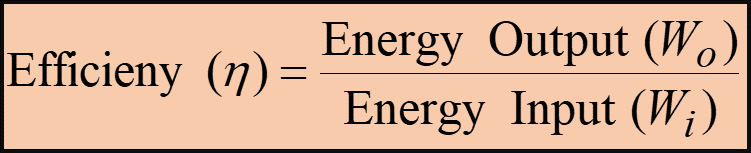 Efficieny (η) = Energy Output (Wₒ)
Energy Input (Wᵢ)